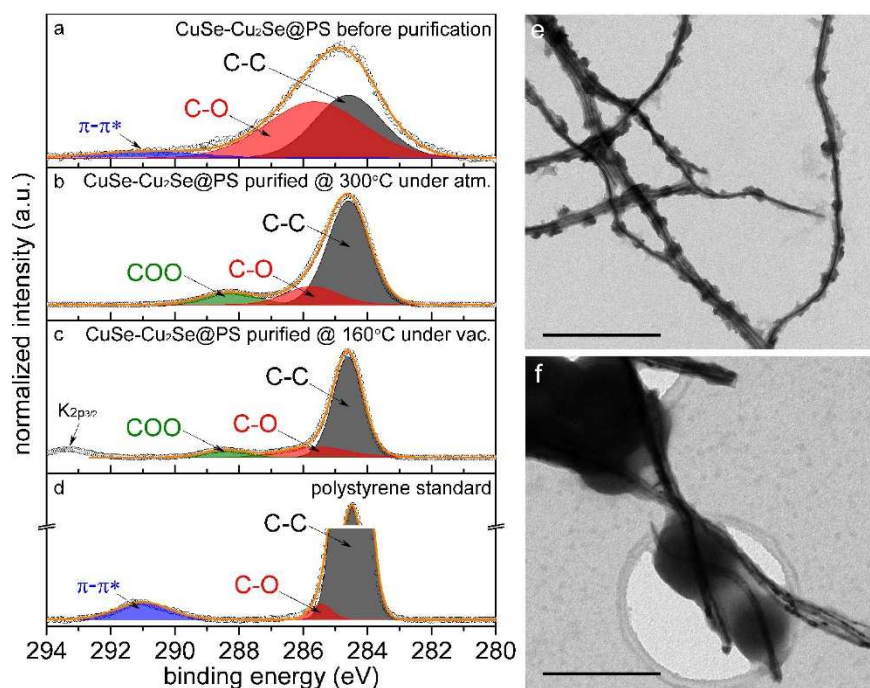 a CuSe-Cu₂Se@PS before purification
C-C
C-O
π-π*
b CuSe-Cu₂Se@PS purified @ 300°C under atm.
C-C
COO
C-O
c CuSe-Cu₂Se@PS purified @ 160°C under vac.
C-C
K2p3/2
COO
C-O
d polystyrene standard
C-C
π-π*
C-O
294 292 290 288 286 284 282 280
binding energy (eV)
normalized intensity (a.u.)
e
f